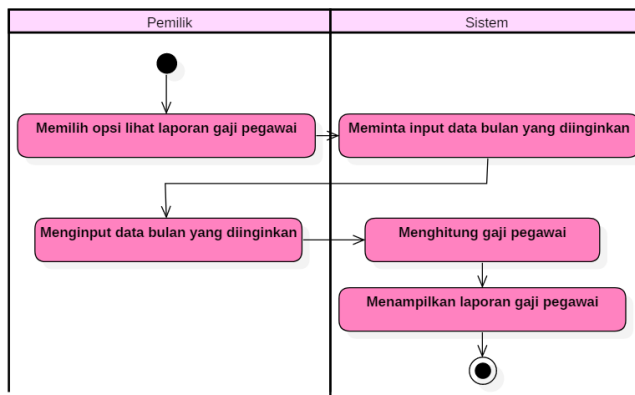 Pemilik
Sistem
Memilih opsi lihat laporan gaji pegawai
Meminta input data bulan yang diinginkan
Menginput data bulan yang diinginkan
Menghitung gaji pegawai
Menampilkan laporan gaji pegawai